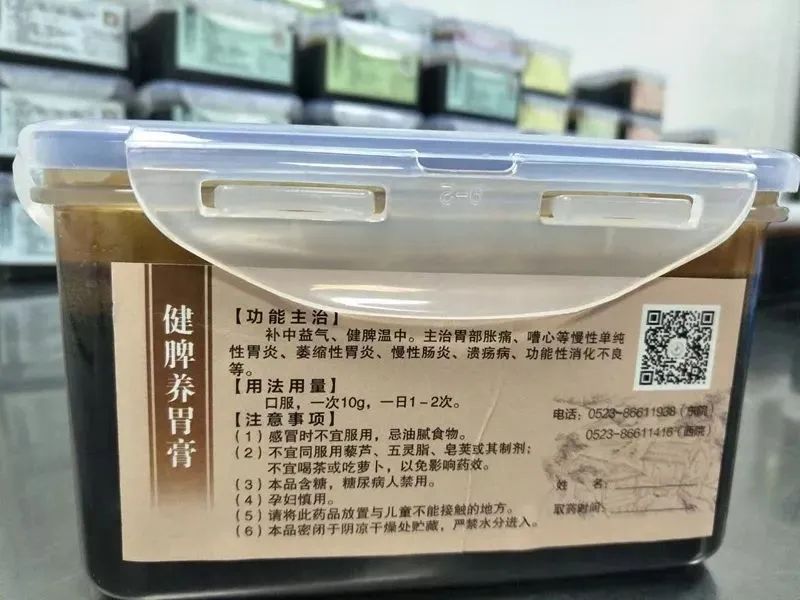 健脾养胃膏
【功能主治】
补中益气、健脾温中。主治胃部胀痛、嘈心等慢性单纯
性胃炎、萎缩性胃炎、慢性肠炎、溃疡病、功能性消化不良
等。
【用法用量】
口服，一次10g，一日1-2次。
【注意事项】
（1）感冒时不宜服用，忌油腻食物。
（2）不宜同服用藜芦、五灵脂、皂荚或其制剂；
不宜喝茶或吃萝卜，以免影响药效。
（3）本品含糖，糖尿病人禁用。
（4）孕妇慎用。
（5）请将此药品放置与儿童不能接触的地方。
（6）本品密闭于阴凉干燥处贮藏，严禁水分进入。
电话：0523-86611938（东院）
0523-86611416（西院）
姓 名：
取药时间：